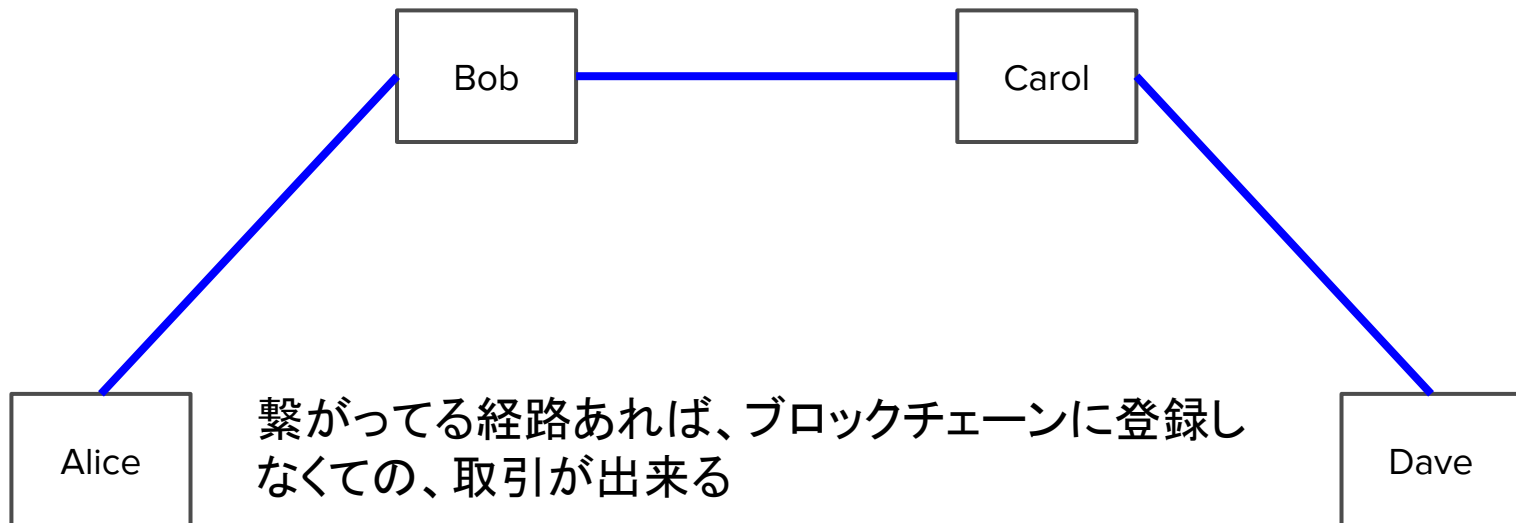 Bob
Carol
Alice
繋がってる経路あれば、ブロックチェーンに登録し
なくての、取引が出来る
Dave